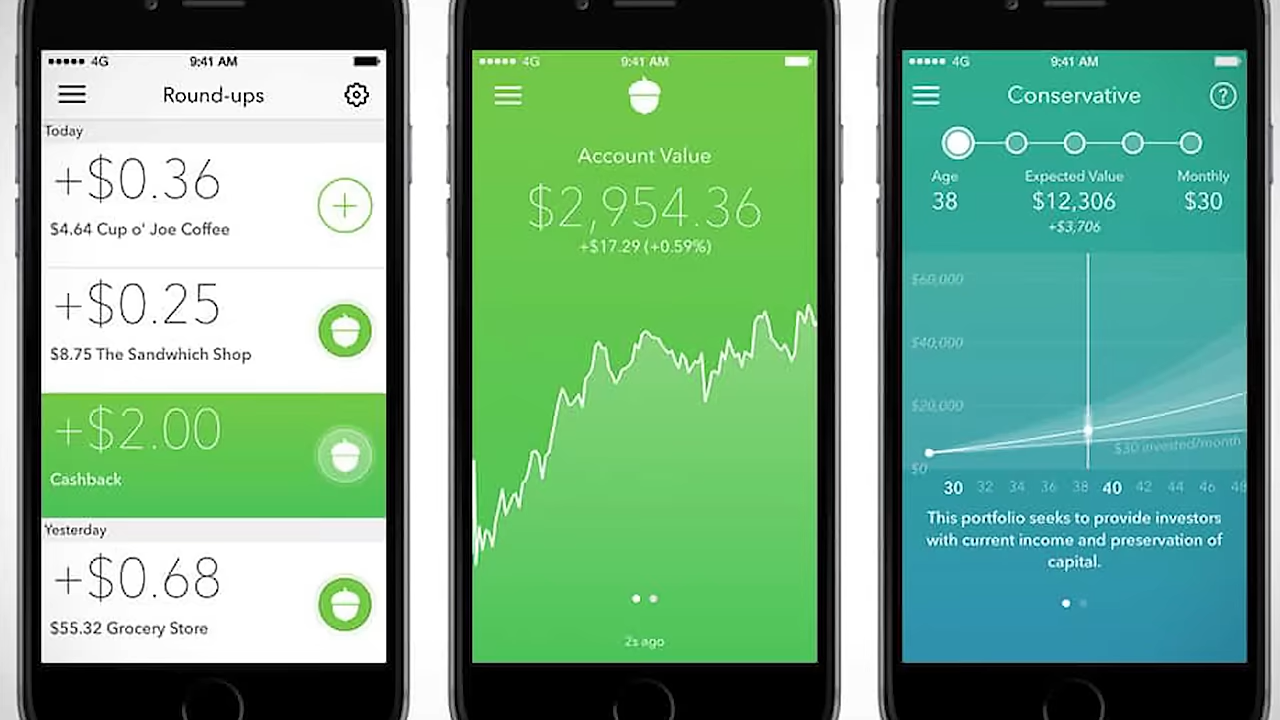 4G 9:41 AM
Round-ups
Today
+$0.36
$4.64 Cup o' Joe Coffee
+$0.25
$8.75 The Sandwhich Shop
+$2.00
Cashback
Yesterday
+$0.68
$55.32 Grocery Store
4G 9:41 AM
Account Value
$2,954.36
+$17.29 (+0.59%)
2s ago
4G 9:41 AM
Conservative ?
Age Expected Value Monthly
38 $12,306 $30
+$3,706
$60,000
$40,000
$20,000
$30 invested/month
$0
30 32 34 36 38 40 42 44 46 48
This portfolio seeks to provide investors
with current income and preservation of
capital.